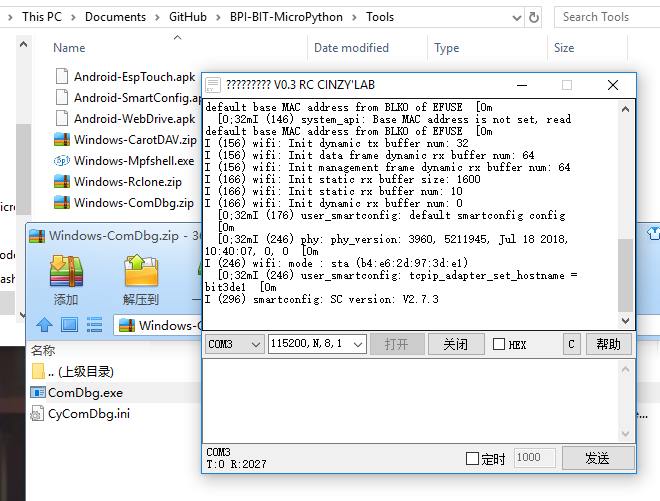 This PC > Documents > GitHub > BPI-BIT-MicroPython > Tools
Search Tools
Name Date modified Type Size
Android-EspTouch.apk
Android-SmartConfig.apk
Android-WebDrive.apk
Windows-CarotDAV.zip
Windows-Mpfshell.exe
Windows-Rclone.zip
Windows-ComDbg.zip
????????? V0.3 RC CINZY'LAB
default base MAC address from BLK0 of EFUSE [0m
[0;32mI (146) system_api: Base MAC address is not set, read
default base MAC address from BLK0 of EFUSE [0m
I (156) wifi: Init dynamic tx buffer num: 32
I (156) wifi: Init data frame dynamic rx buffer num: 64
I (156) wifi: Init management frame dynamic rx buffer num: 64
I (166) wifi: Init static rx buffer size: 1600
I (166) wifi: Init static rx buffer num: 10
I (166) wifi: Init dynamic rx buffer num: 0
[0;32mI (176) user_smartconfig: default smartconfig config
[0m
[0;32mI (246) phy: phy_version: 3960, 5211945, Jul 18 2018,
10:40:07, 0, 0 [0m
I (246) wifi: mode : sta (b4:e6:2d:97:3d:e1)
[0;32mI (246) user_smartconfig: tcpip_adapter_set_hostname =
bit3de1 [0m
I (296) smartconfig: SC version: V2.7.3
COM3 115200,N,8,1 打开 关闭 HEX C 帮助
COM3
T:0 R:2027
定时 1000 发送
Windows-ComDbg.zip - 3
添加 解压到
Windows-C
名称
.. (上级目录)
ComDbg.exe
CyComDbg.ini